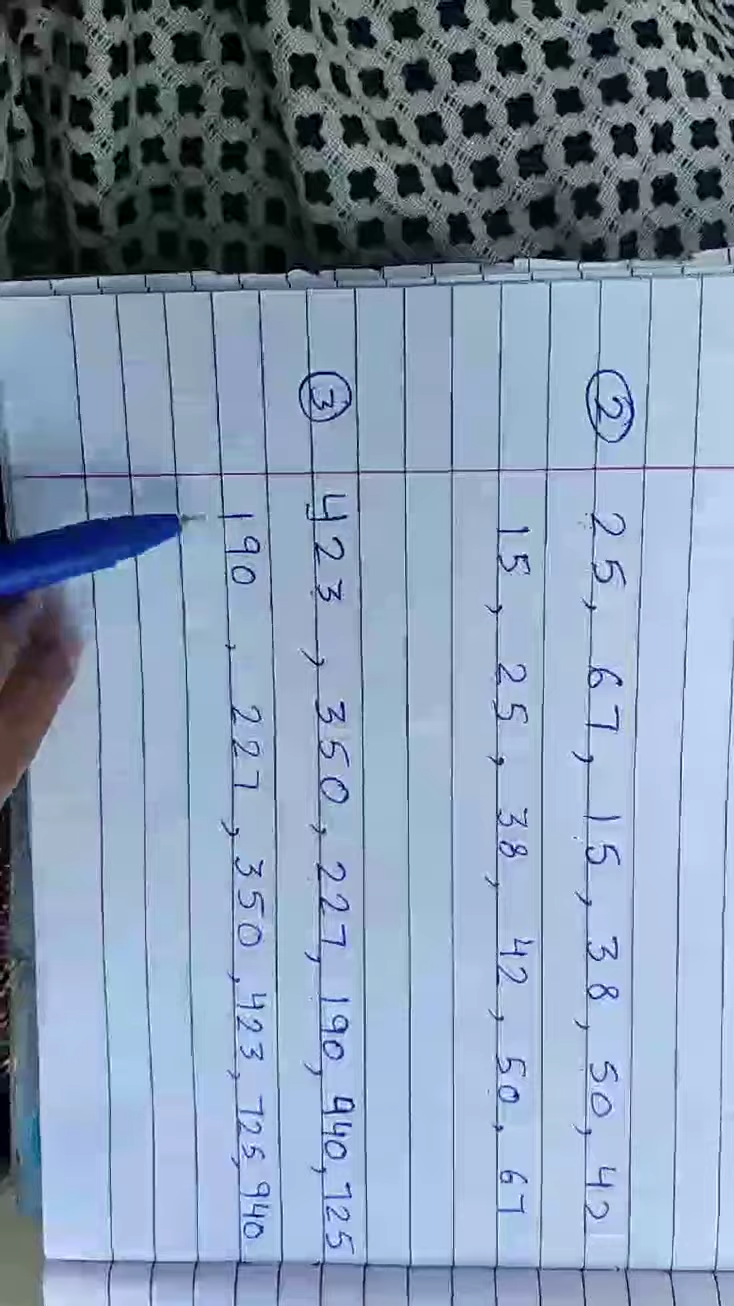 ② 25, 67, 15, 38, 50, 42
15, 25, 38, 42, 50, 67
③ 423, 350, 227, 190, 940, 725
190, 227, 350, 423, 725, 940